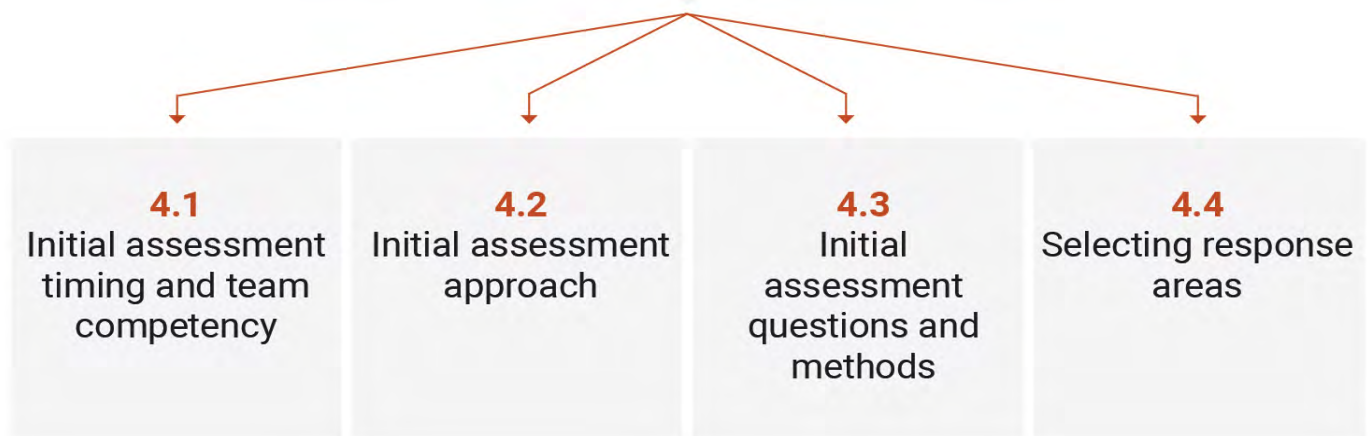 4.1
Initial assessment
timing and team
competency
4.2
Initial assessment
approach
4.3
Initial
assessment
questions and
methods
4.4
Selecting response
areas